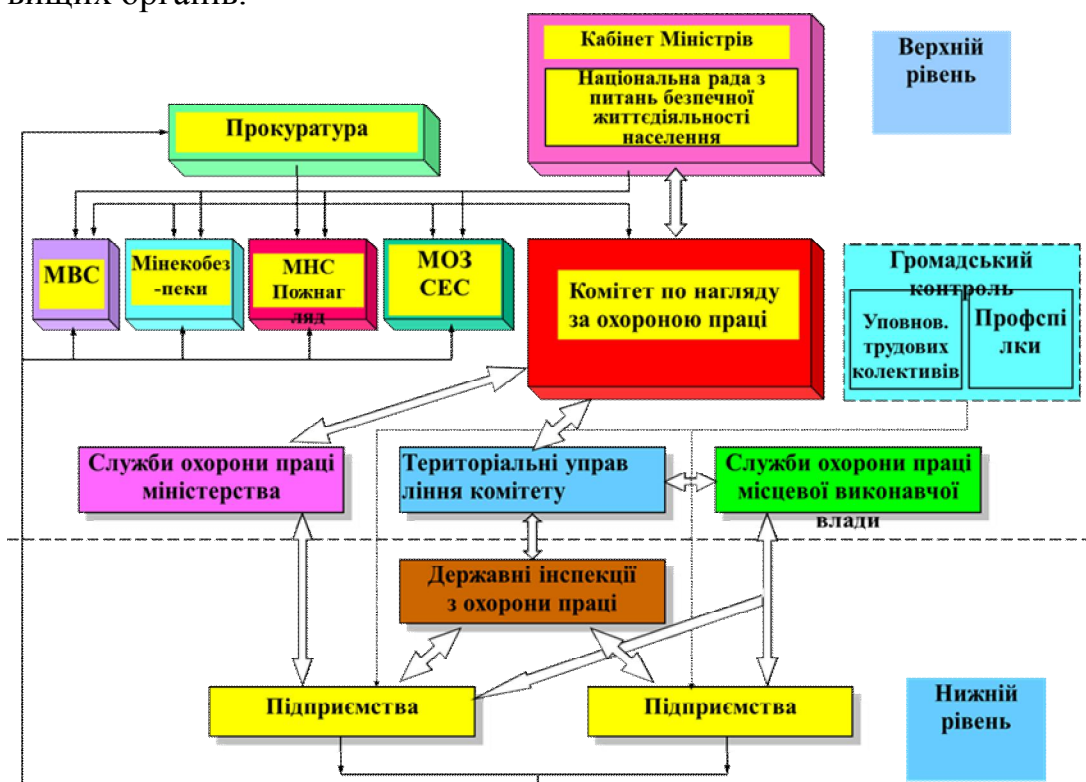 вищих органів.
Кабінет Міністрів
Національна рада з
питань безпечної
життєдіяльності
населення
Верхній
рівень
Прокуратура
МВС
Мінекобез
-пеки
МНС
Пожнаг
ляд
МОЗ
СЕС
Комітет по нагляду
за охороною праці
Громадський
контроль
Уповнов.
трудових
колективів
Профспі
лки
Служби охорони праці
міністерства
Територіальні управ
ління комітету
Служби охорони праці
місцевої виконавчої
влади
Державні інспекції
з охорони праці
Підприємства
Підприємства
Нижній
рівень